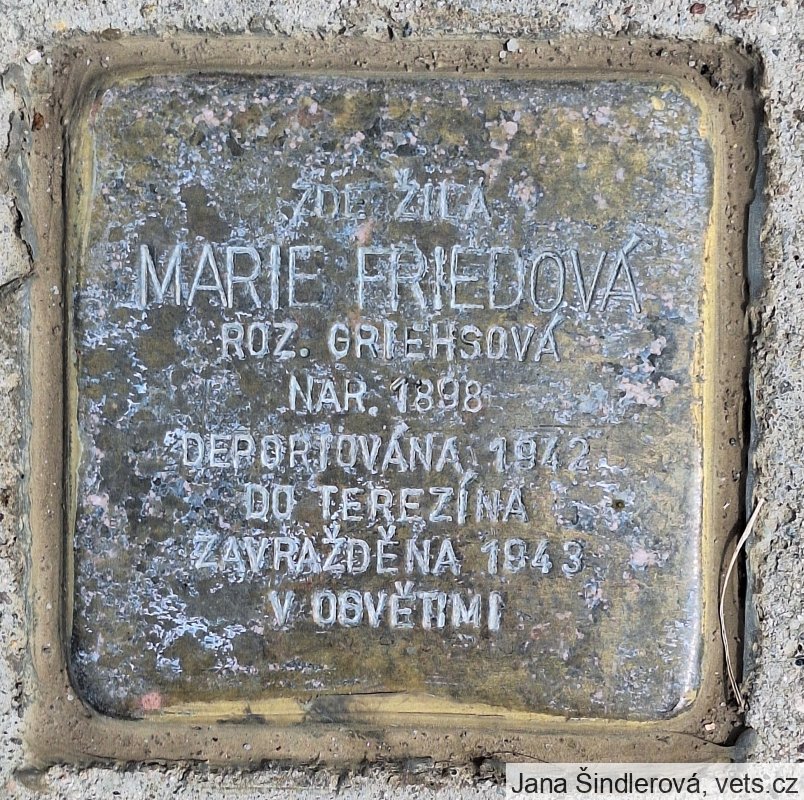 ZDE ŽILA
MARIE FRIEDOVÁ
ROZ. GRIEHSOVÁ
NAR. 1898
DEPORTOVÁNA 1942
DO TEREZÍNA
ZAVRAŽDĚNA 1943
V OSVĚTIMI
Jana Šindlerová, vets.cz